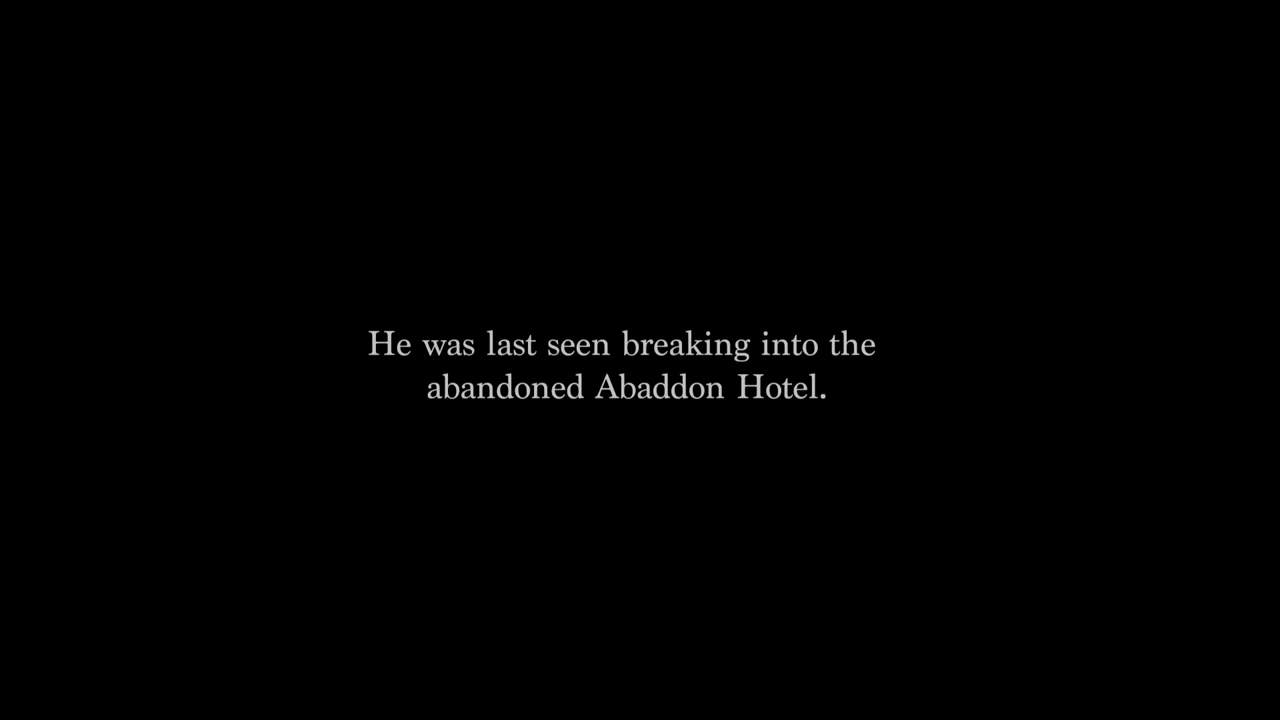 He was last seen breaking into the
abandoned Abaddon Hotel.